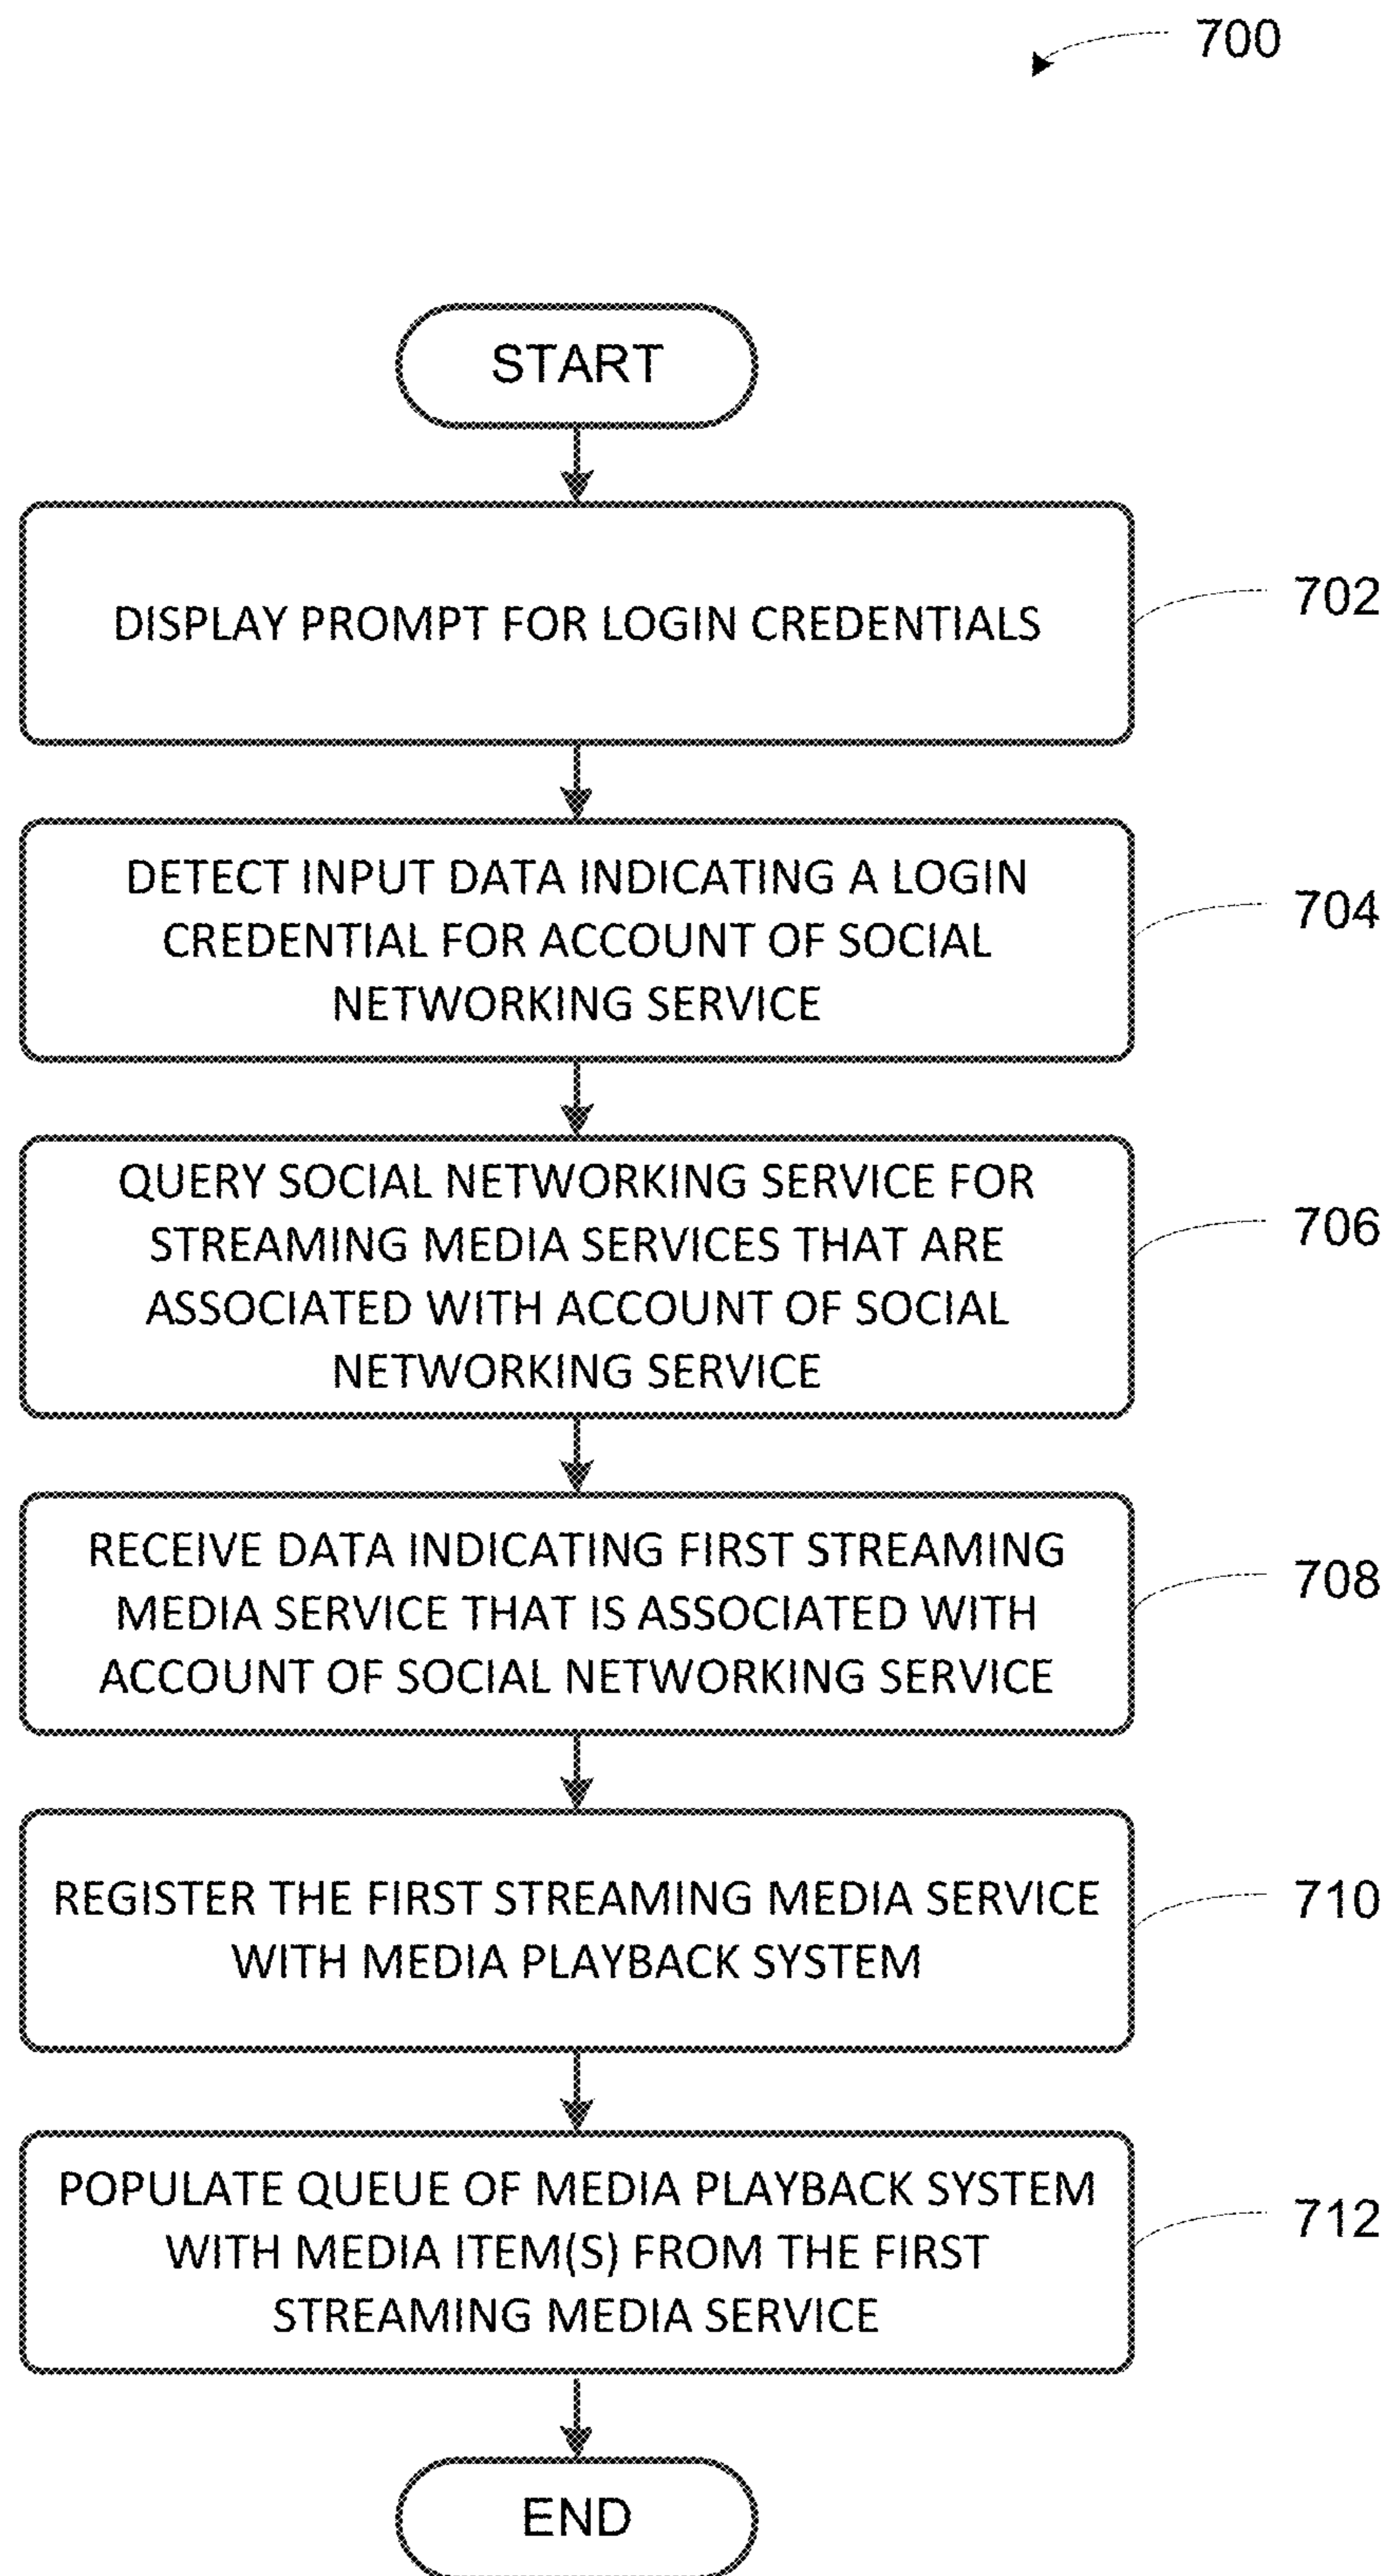 700
START
DISPLAY PROMPT FOR LOGIN CREDENTIALS
702
DETECT INPUT DATA INDICATING A LOGIN
CREDENTIAL FOR ACCOUNT OF SOCIAL
NETWORKING SERVICE
704
QUERY SOCIAL NETWORKING SERVICE FOR
STREAMING MEDIA SERVICES THAT ARE
ASSOCIATED WITH ACCOUNT OF SOCIAL
NETWORKING SERVICE
706
RECEIVE DATA INDICATING FIRST STREAMING
MEDIA SERVICE THAT IS ASSOCIATED WITH
ACCOUNT OF SOCIAL NETWORKING SERVICE
708
REGISTER THE FIRST STREAMING MEDIA SERVICE
WITH MEDIA PLAYBACK SYSTEM
710
POPULATE QUEUE OF MEDIA PLAYBACK SYSTEM
WITH MEDIA ITEM(S) FROM THE FIRST
STREAMING MEDIA SERVICE
712
END